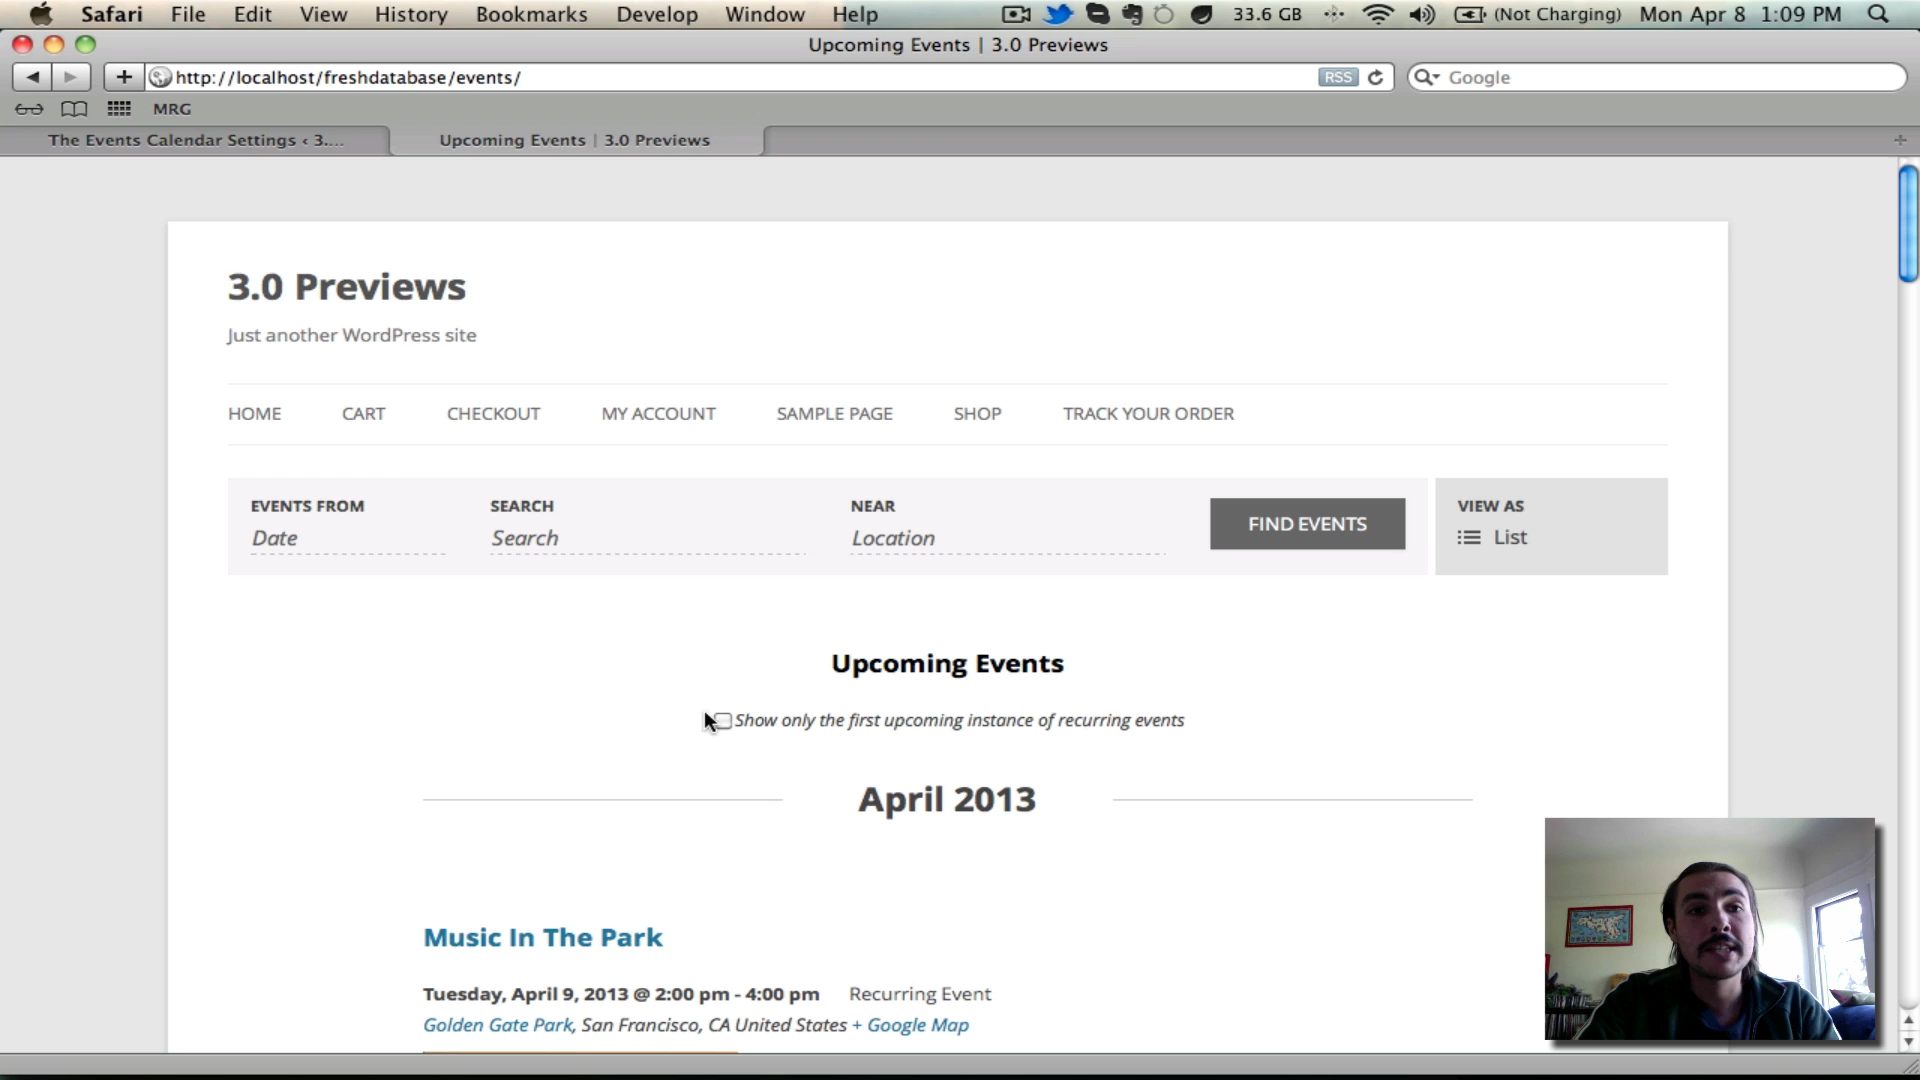 Safari File Edit View History Bookmarks Develop Window Help 33.6 GB (Not Charging) Mon Apr 8 1:09 PM
Upcoming Events | 3.0 Previews
http://localhost/freshdatabase/events/ RSS Google
MRG
The Events Calendar Settings ‹ 3.... Upcoming Events | 3.0 Previews
3.0 Previews
Just another WordPress site
HOME CART CHECKOUT MY ACCOUNT SAMPLE PAGE SHOP TRACK YOUR ORDER
EVENTS FROM SEARCH NEAR VIEW AS
Date Search Location FIND EVENTS List
Upcoming Events
Show only the first upcoming instance of recurring events
April 2013
Music In The Park
Tuesday, April 9, 2013 @ 2:00 pm - 4:00 pm Recurring Event
Golden Gate Park, San Francisco, CA United States + Google Map